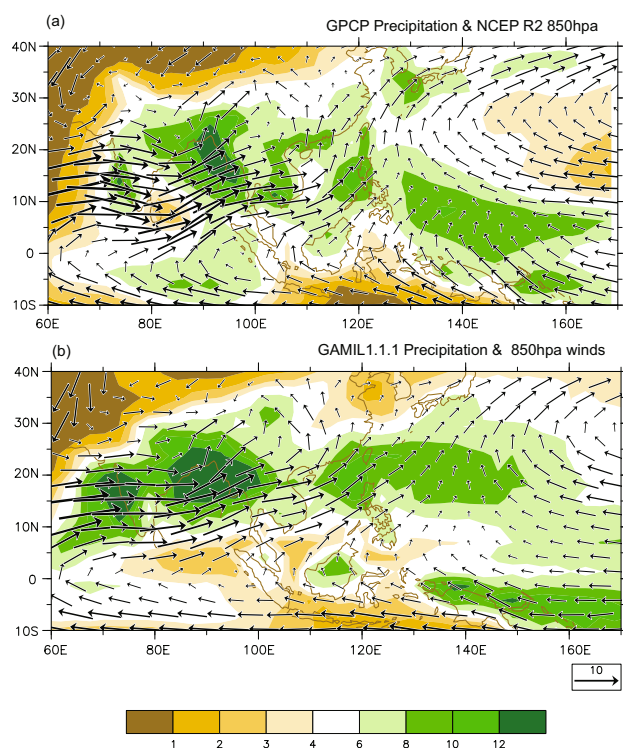 (a)
GPCP Precipitation & NCEP R2 850hpa
40N
30N
20N
10N
0
10S
60E 80E 100E 120E 140E 160E
(b)
GAMIL1.1.1 Precipitation & 850hpa winds
40N
30N
20N
10N
0
10S
60E 80E 100E 120E 140E 160E
10
1 2 3 4 6 8 10 12